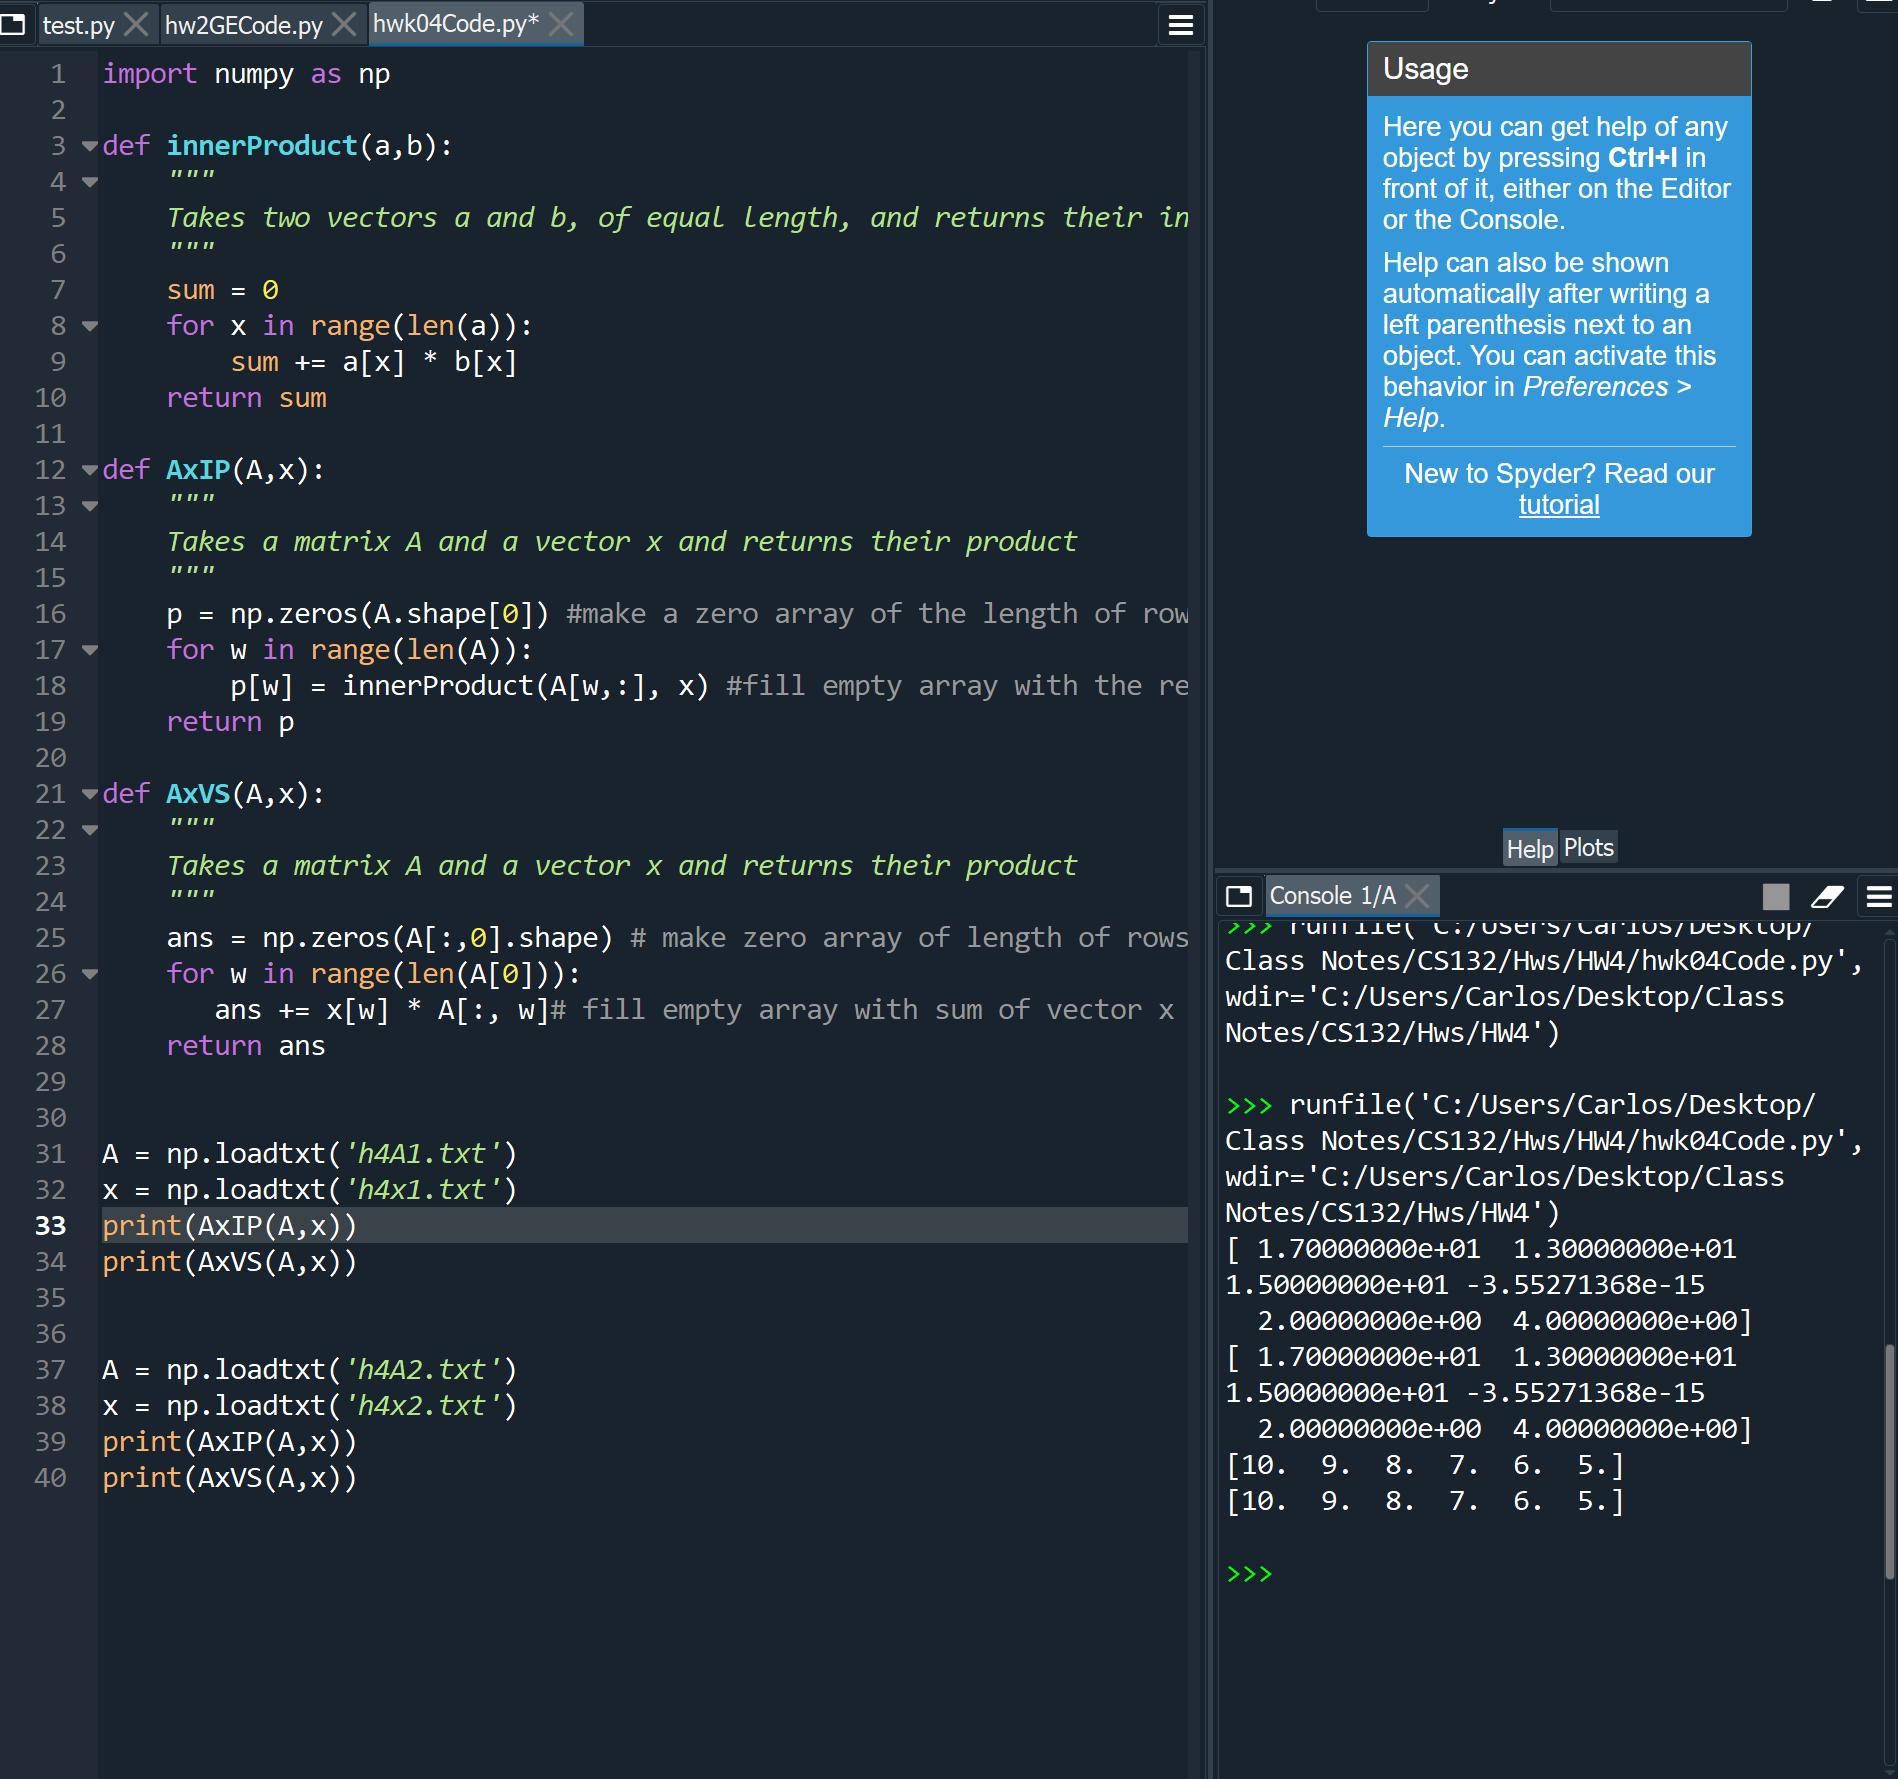 test.py
hw2GECode.py
hwk04Code.py*
1 import numpy as np
2
3 def innerProduct(a,b):
4 """
5 Takes two vectors a and b, of equal length, and returns their in
6 """
7 sum = 0
8 for x in range(len(a)):
9 sum += a[x] * b[x]
10 return sum
11
12 def AxIP(A,x):
13 """
14 Takes a matrix A and a vector x and returns their product
15 """
16 p = np.zeros(A.shape[0]) #make a zero array of the length of row
17 for w in range(len(A)):
18 p[w] = innerProduct(A[w,:], x) #fill empty array with the re
19 return p
20
21 def AxVS(A,x):
22 """
23 Takes a matrix A and a vector x and returns their product
24 """
25 ans = np.zeros(A[:,0].shape) # make zero array of length of rows
26 for w in range(len(A[0])):
27 ans += x[w] * A[:, w]# fill empty array with sum of vector x
28 return ans
29
30
31 A = np.loadtxt('h4A1.txt')
32 x = np.loadtxt('h4x1.txt')
33 print(AxIP(A,x))
34 print(AxVS(A,x))
35
36
37 A = np.loadtxt('h4A2.txt')
38 x = np.loadtxt('h4x2.txt')
39 print(AxIP(A,x))
40 print(AxVS(A,x))
Usage
Here you can get help of any
object by pressing Ctrl+I in
front of it, either on the Editor
or the Console.
Help can also be shown
automatically after writing a
left parenthesis next to an
object. You can activate this
behavior in Preferences >
Help.
New to Spyder? Read our
tutorial
Help
Plots
Console 1/A
>>> runfile('C:/Users/Carlos/Desktop/
Class Notes/CS132/Hws/HW4/hwk04Code.py',
wdir='C:/Users/Carlos/Desktop/Class
Notes/CS132/Hws/HW4')
>>> runfile('C:/Users/Carlos/Desktop/
Class Notes/CS132/Hws/HW4/hwk04Code.py',
wdir='C:/Users/Carlos/Desktop/Class
Notes/CS132/Hws/HW4')
[ 1.70000000e+01  1.30000000e+01
1.50000000e+01 -3.55271368e-15
2.00000000e+00  4.00000000e+00]
[ 1.70000000e+01  1.30000000e+01
1.50000000e+01 -3.55271368e-15
2.00000000e+00  4.00000000e+00]
[10.  9.  8.  7.  6.  5.]
[10.  9.  8.  7.  6.  5.]
>>>